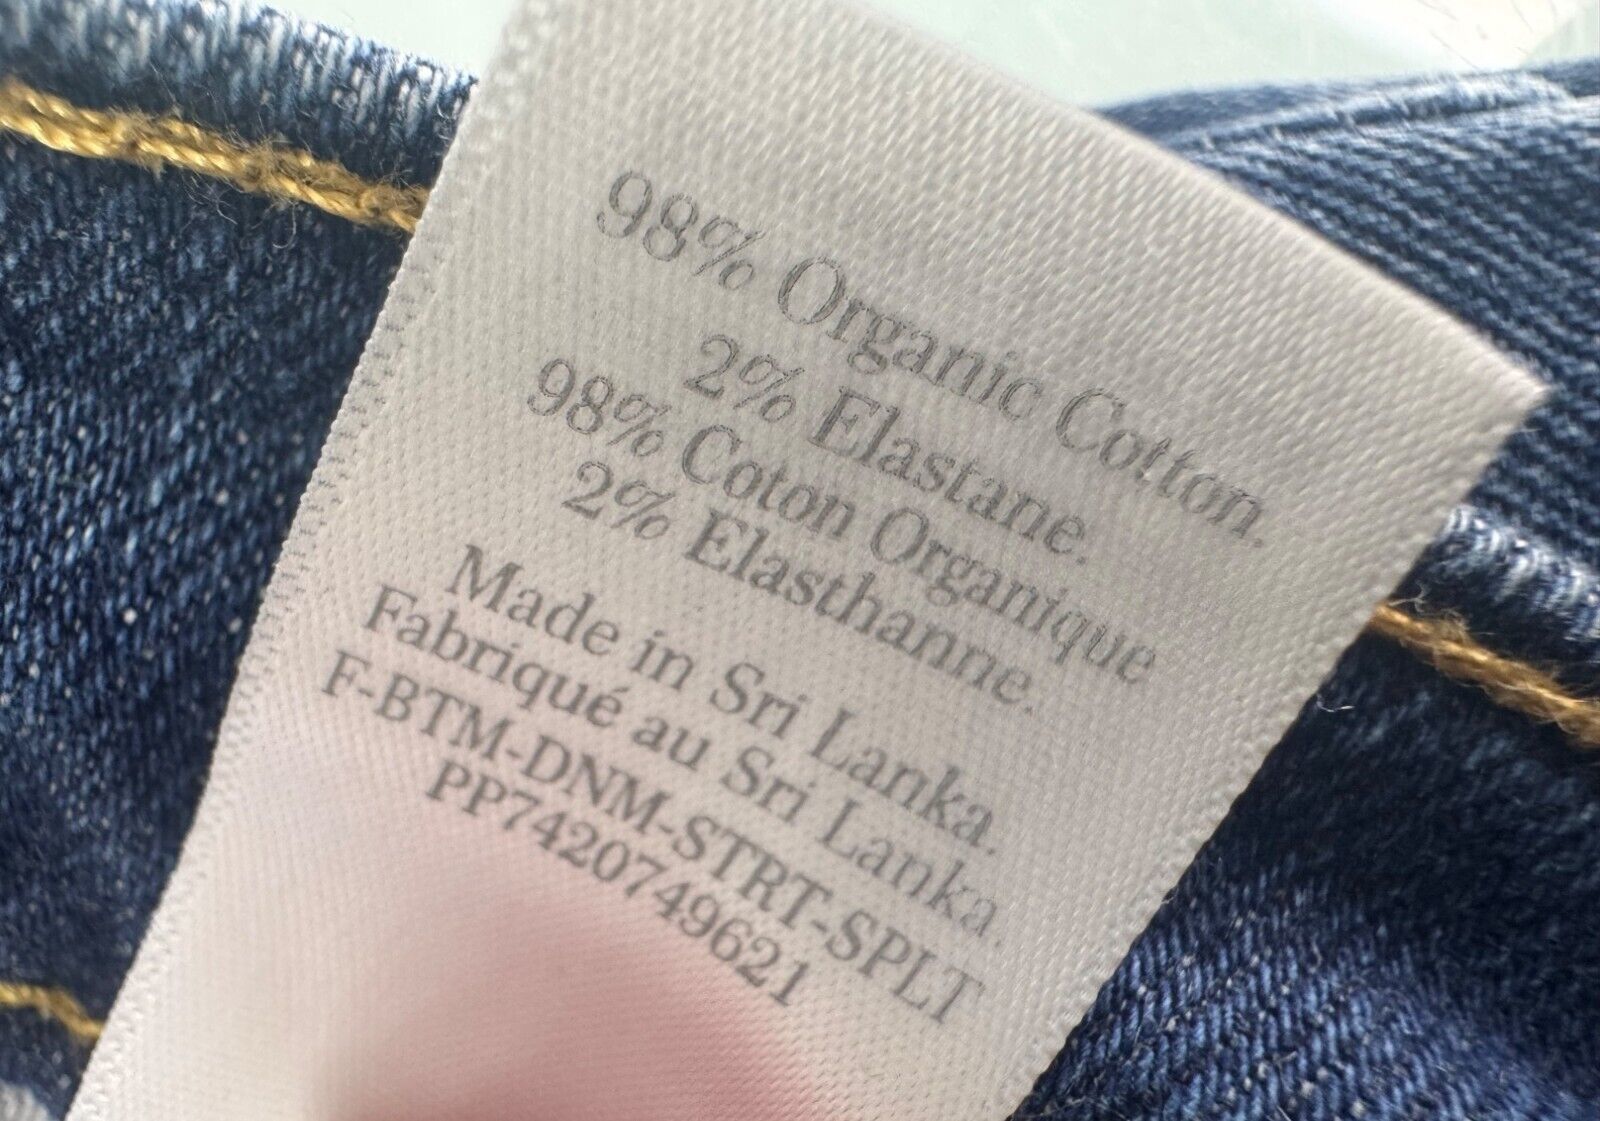 98% Organic Cotton.
2% Elastane.
98% Coton Organique
2% Elasthanne.
Made in Sri Lanka.
Fabriqué au Sri Lanka.
F-BTM-DNM-STRT-SPLT
PP7420749621